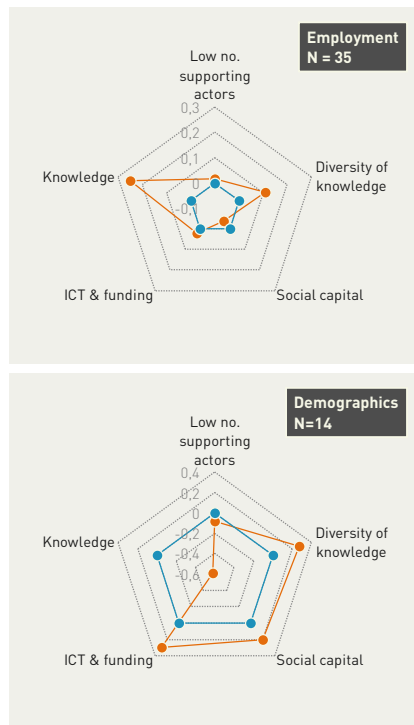 Employment
N = 35
Low no.
supporting
actors
0,3
0,2
0,1
0
-0,1
Knowledge
Diversity of
knowledge
ICT & funding
Social capital
Demographics
N=14
Low no.
supporting
actors
0,4
0,2
0
-0,2
-0,4
-0,6
Knowledge
Diversity of
knowledge
ICT & funding
Social capital